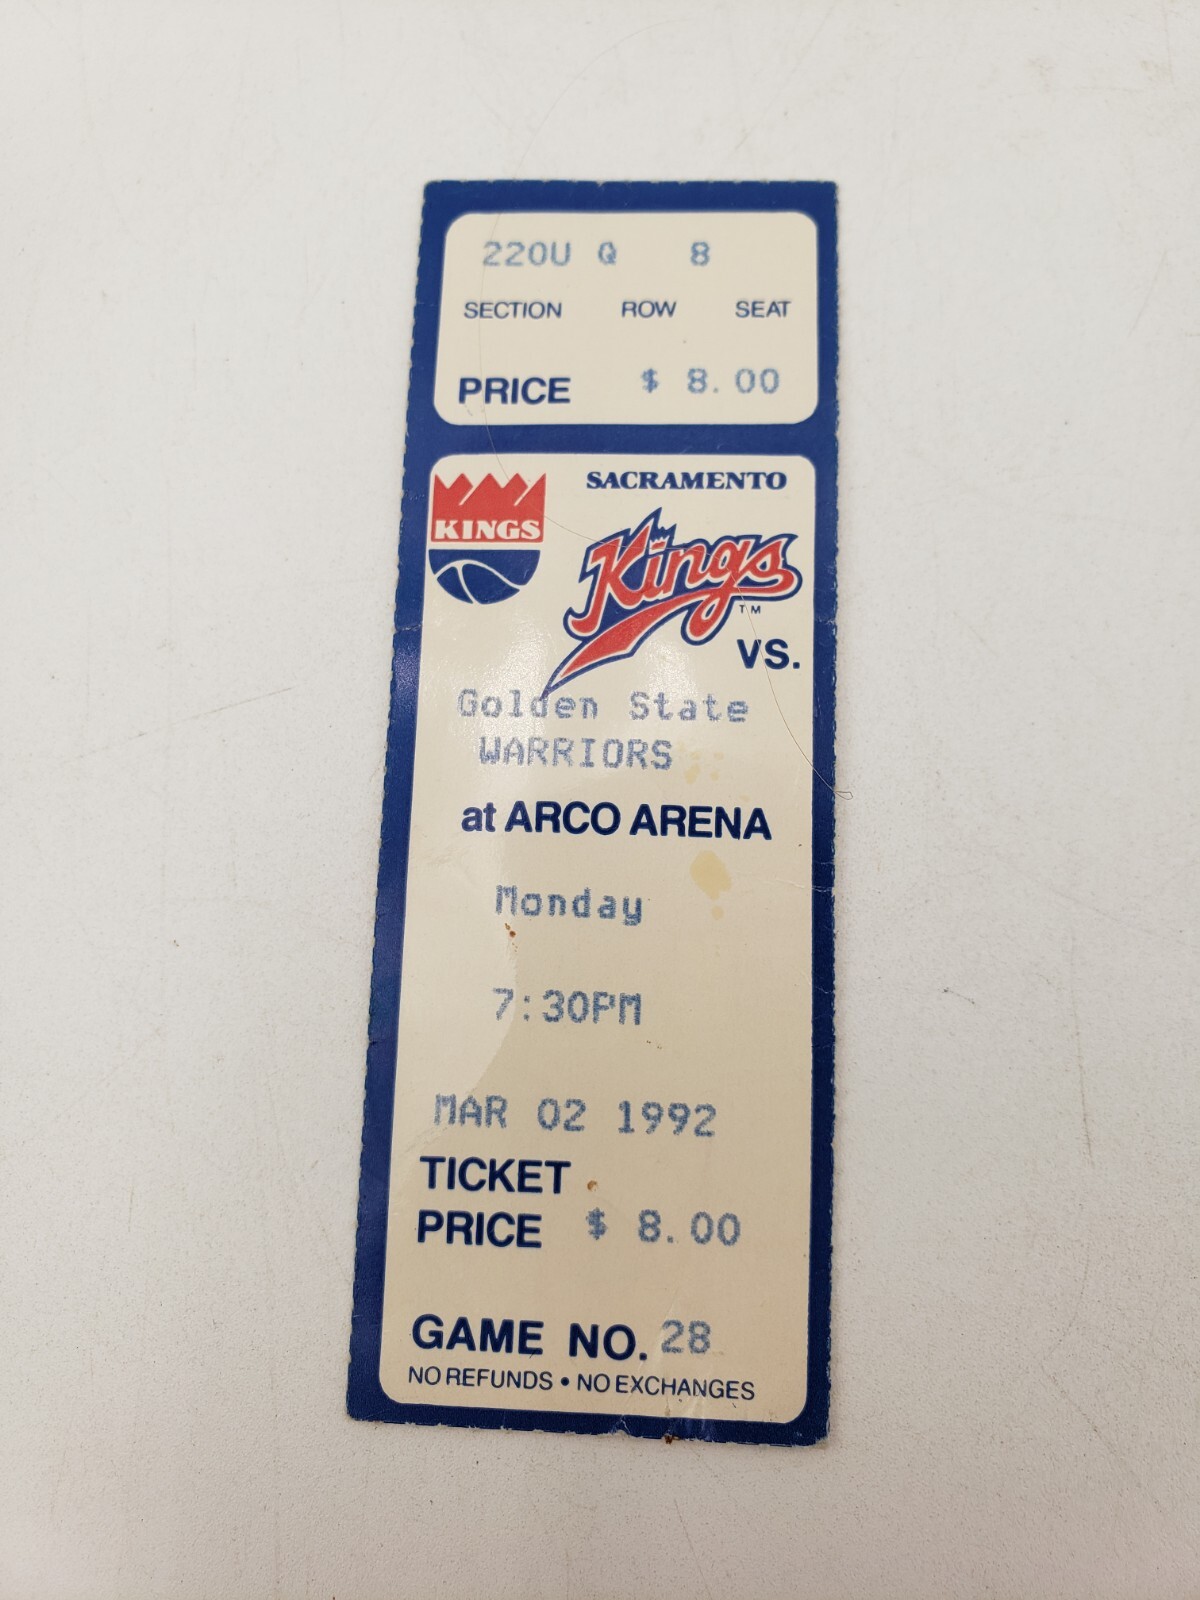 220U Q 8
SECTION ROW SEAT
PRICE $ 8.00
KINGS
SACRAMENTO
Kings
TM
VS.
Golden State
WARRIORS
at ARCO ARENA
Monday
7:30PM
MAR 02 1992
TICKET
PRICE $ 8.00
GAME NO. 28
NO REFUNDS • NO EXCHANGES